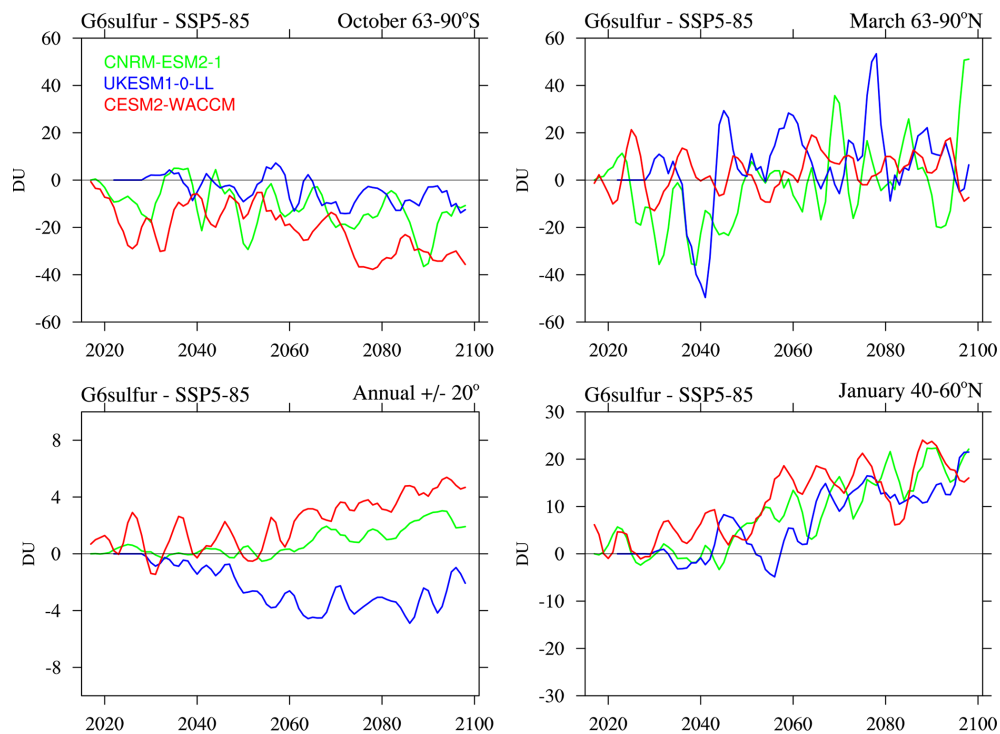 G6sulfur - SSP5-85 October 63-90°S
60
40
20
0
-20
-40
-60
DU
CNRM-ESM2-1
UKESM1-0-LL
CESM2-WACCM
2020 2040 2060 2080 2100
G6sulfur - SSP5-85 March 63-90°N
60
40
20
0
-20
-40
-60
DU
2020 2040 2060 2080 2100
G6sulfur - SSP5-85 Annual +/- 20°
8
4
0
-4
-8
DU
2020 2040 2060 2080 2100
G6sulfur - SSP5-85 January 40-60°N
30
20
10
0
-10
-20
-30
DU
2020 2040 2060 2080 2100